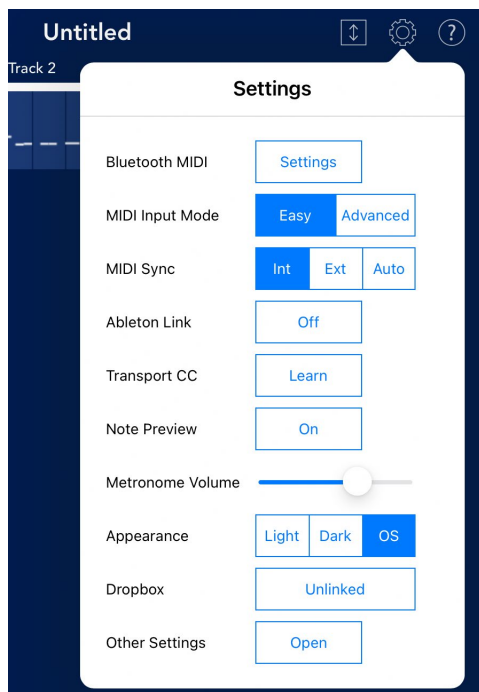 Untitled
?
Track 2
Settings
Bluetooth MIDI Settings
MIDI Input Mode Easy Advanced
MIDI Sync Int Ext Auto
Ableton Link Off
Transport CC Learn
Note Preview On
Metronome Volume
Appearance Light Dark OS
Dropbox Unlinked
Other Settings Open